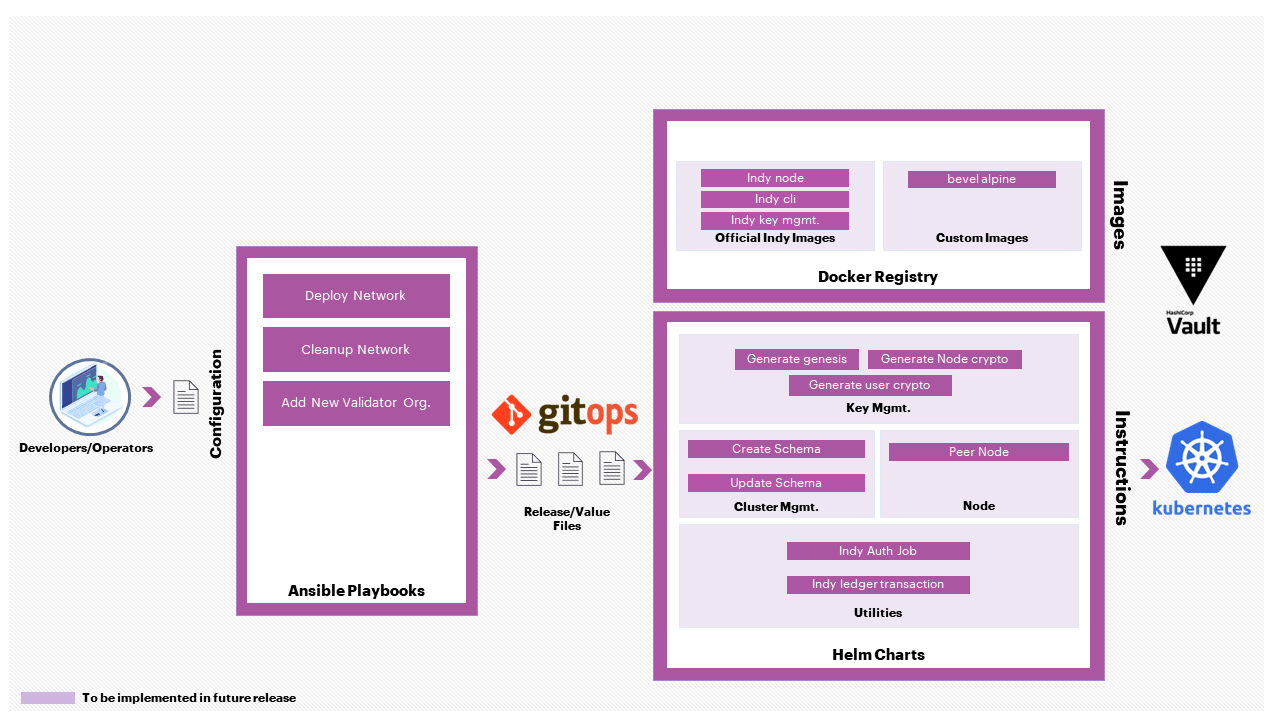 Developers/Operators
Configuration
Deploy Network
Cleanup Network
Add New Validator Org.
Ansible Playbooks
gitops
Release/Value
Files
Indy node
Indy cli
Indy key mgmt.
Official Indy Images
bevel alpine
Custom Images
Docker Registry
Images
Generate genesis
Generate Node crypto
Generate user crypto
Key Mgmt.
Create Schema
Update Schema
Cluster Mgmt.
Peer Node
Node
Indy Auth Job
Indy ledger transaction
Utilities
Helm Charts
Instructions
HashiCorp
Vault
kubernetes
To be implemented in future release